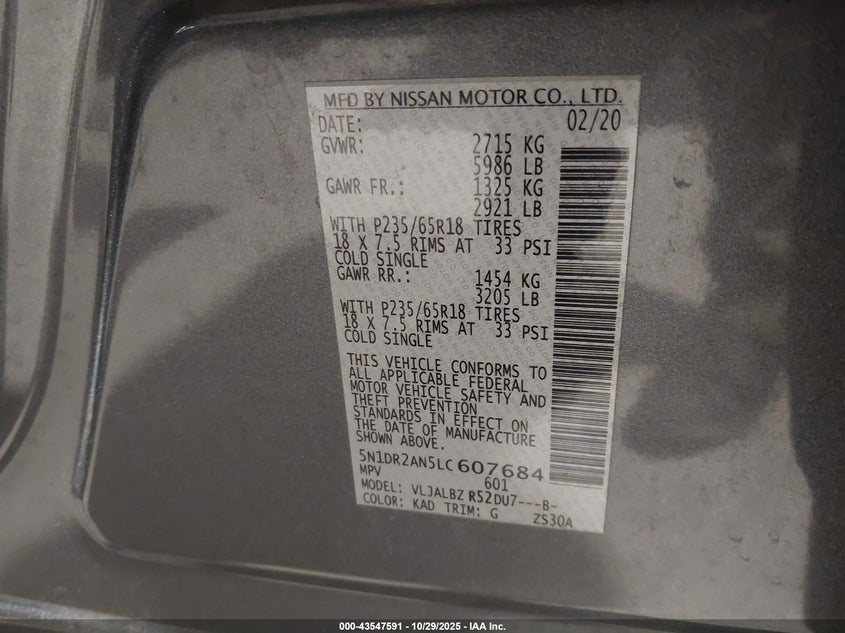 MFD BY NISSAN MOTOR CO., LTD.
DATE: 02/20
GVWR: 2715 KG
5986 LB
GAWR FR.: 1325 KG
2921 LB
WITH P235/65R18 TIRES
18 X 7.5 RIMS AT 33 PSI
COLD SINGLE
GAWR RR.: 1454 KG
3205 LB
WITH P235/65R18 TIRES
18 X 7.5 RIMS AT 33 PSI
COLD SINGLE
THIS VEHICLE CONFORMS TO
ALL APPLICABLE FEDERAL
MOTOR VEHICLE SAFETY AND
THEFT PREVENTION
STANDARDS IN EFFECT ON
THE DATE OF MANUFACTURE
SHOWN ABOVE.
5N1DR2AN5LC607684
MPV 601
MODEL: VLJALBZ R52DU7---B-
COLOR: KAD TRIM: G ZS30A
000-43547591 - 10/29/2025 - IAA Inc.